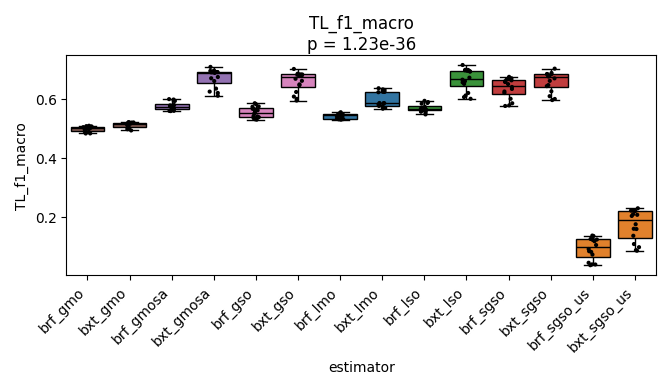 TL_f1_macro
p = 1.23e-36
TL_f1_macro
0.6
0.4
0.2
brf_gmo
bxt_gmo
brf_gmosa
bxt_gmosa
brf_gso
bxt_gso
brf_lmo
bxt_lmo
brf_lso
bxt_lso
brf_sgso
bxt_sgso
brf_sgso_us
bxt_sgso_us
estimator